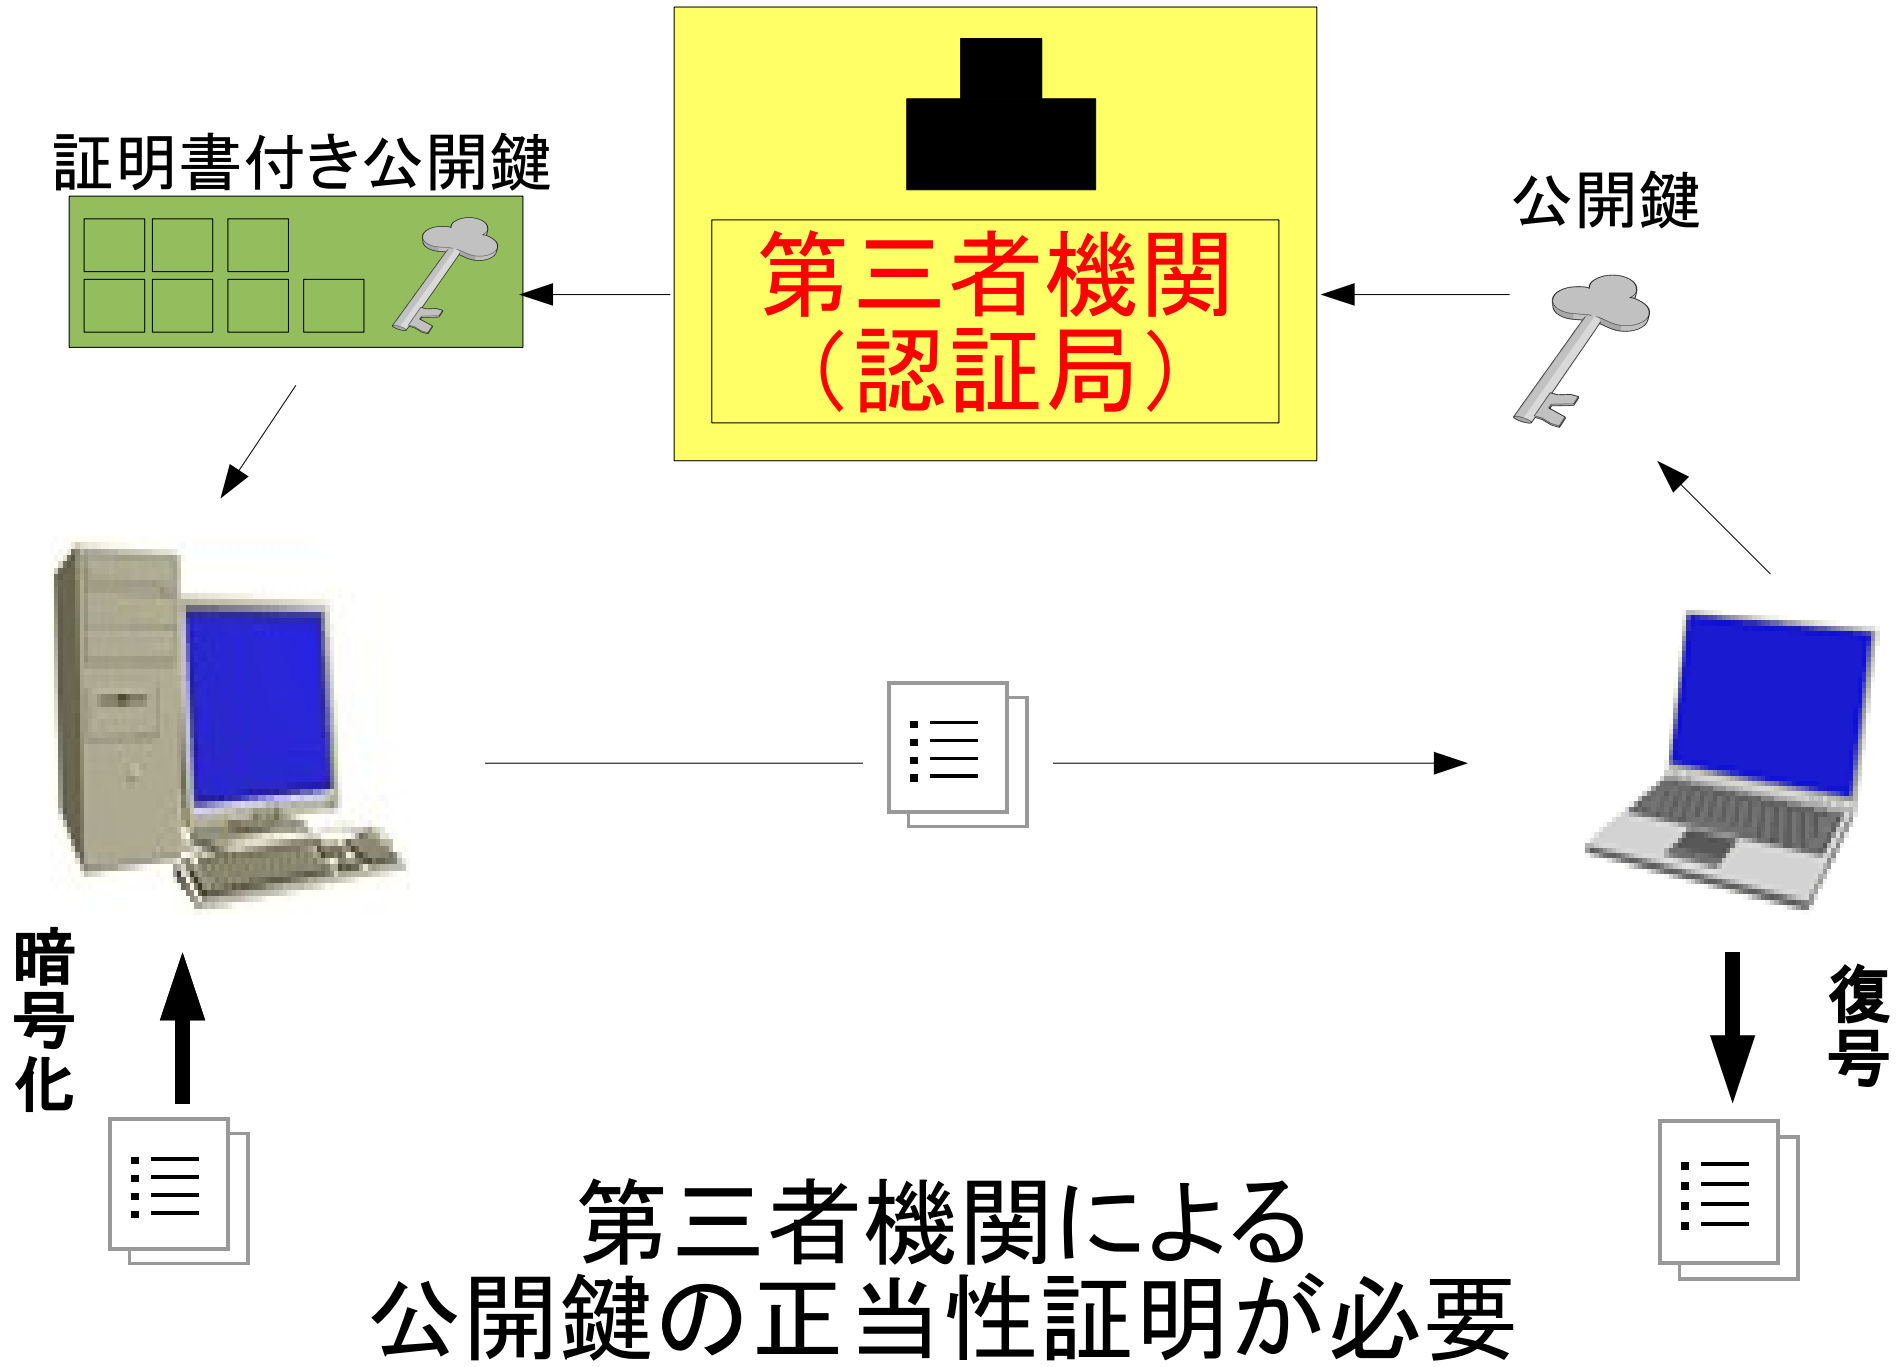 証明書付き公開鍵
公開鍵
第三者機関
（認証局）
暗号化
復号
第三者機関による
公開鍵の正当性証明が必要